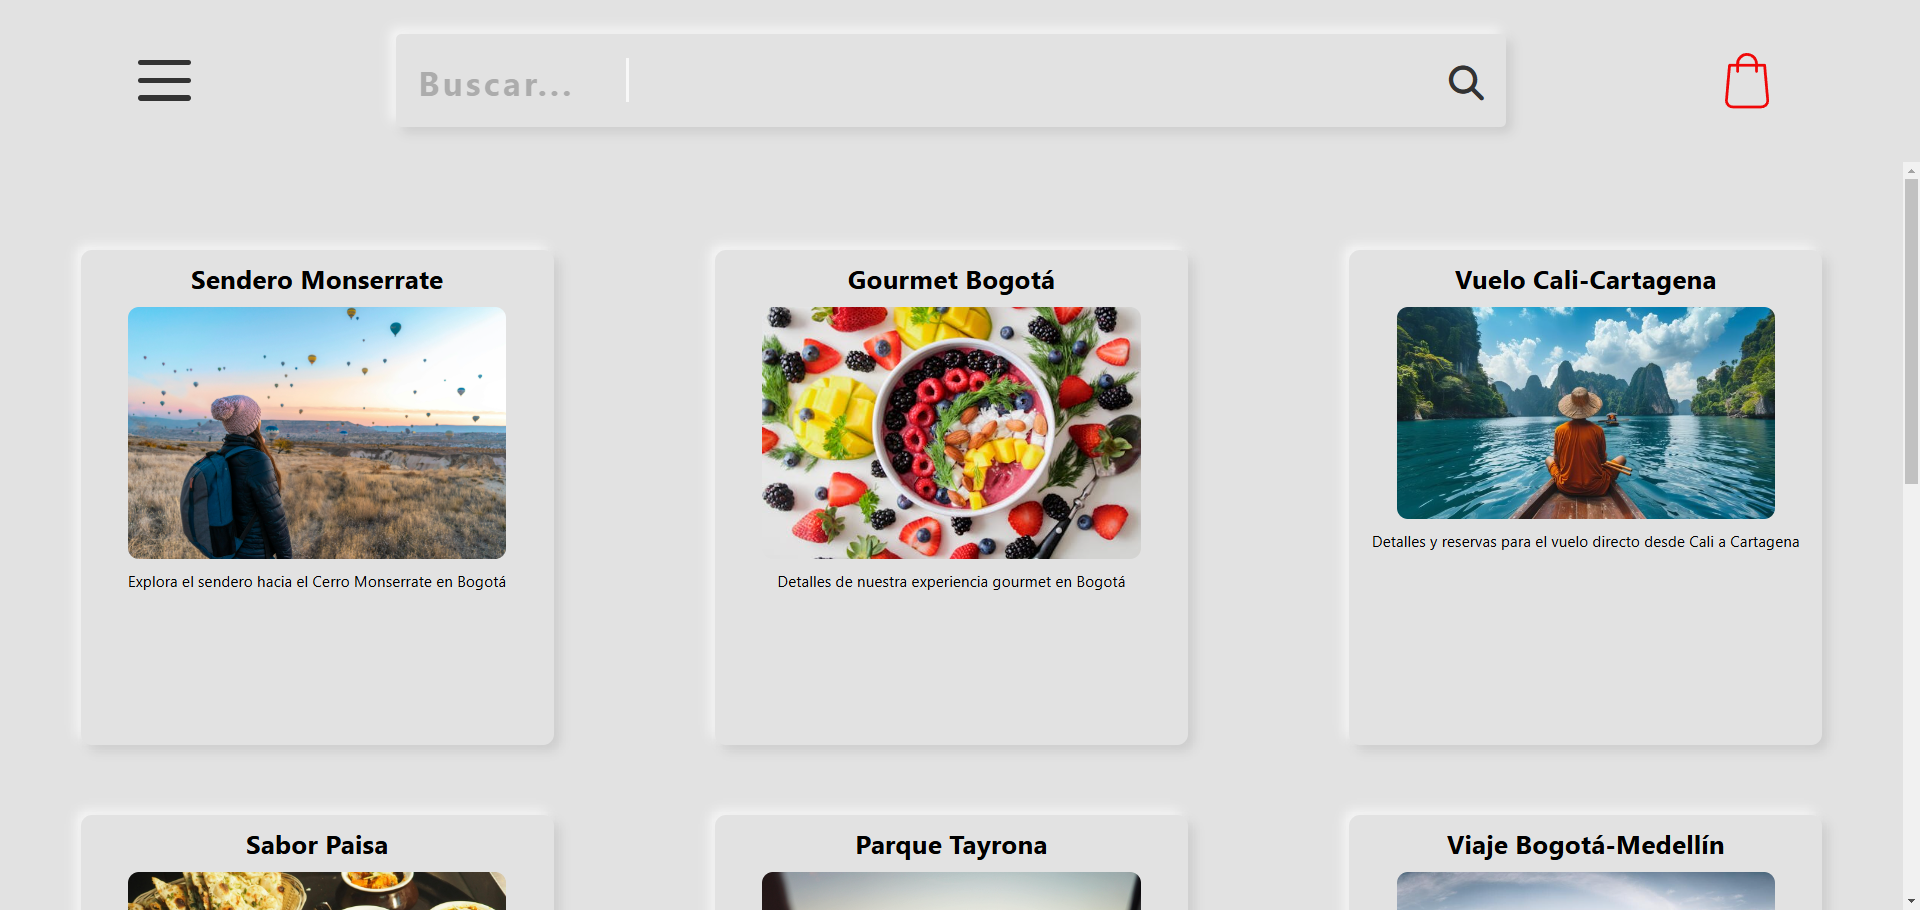 Buscar...
Sendero Monserrate
Explora el sendero hacia el Cerro Monserrate en Bogotá
Gourmet Bogotá
Detalles de nuestra experiencia gourmet en Bogotá
Vuelo Cali-Cartagena
Detalles y reservas para el vuelo directo desde Cali a Cartagena
Sabor Paisa
Parque Tayrona
Viaje Bogotá-Medellín